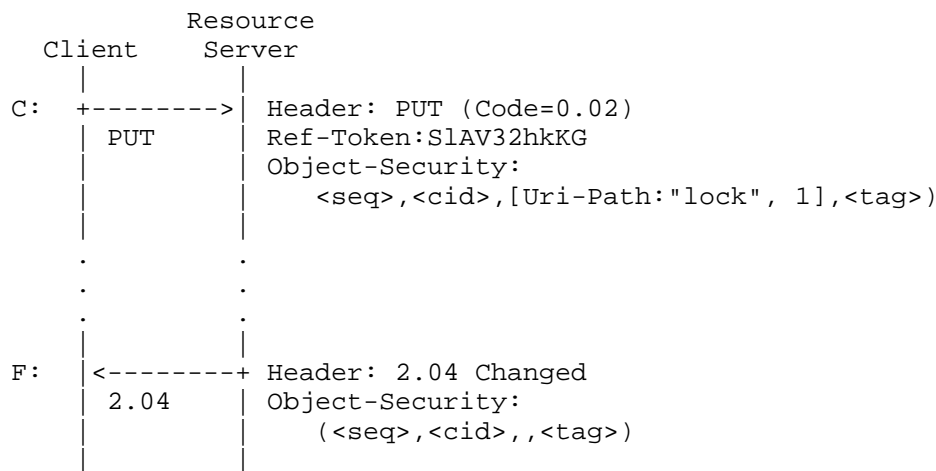 Resource
  Client     Server
     |          |
C:   +--------->| Header: PUT (Code=0.02)
     |  PUT     | Ref-Token:SlAV32hkKG
     |          | Object-Security:
     |          |    <seq>,<cid>,[Uri-Path:"lock", 1],<tag>)
     |          |
     .          .
     .          .
     .          .
     |          |
F:   |<---------+ Header: 2.04 Changed
     |  2.04    | Object-Security:
     |          |    (<seq>,<cid>,,<tag>)
     |          |